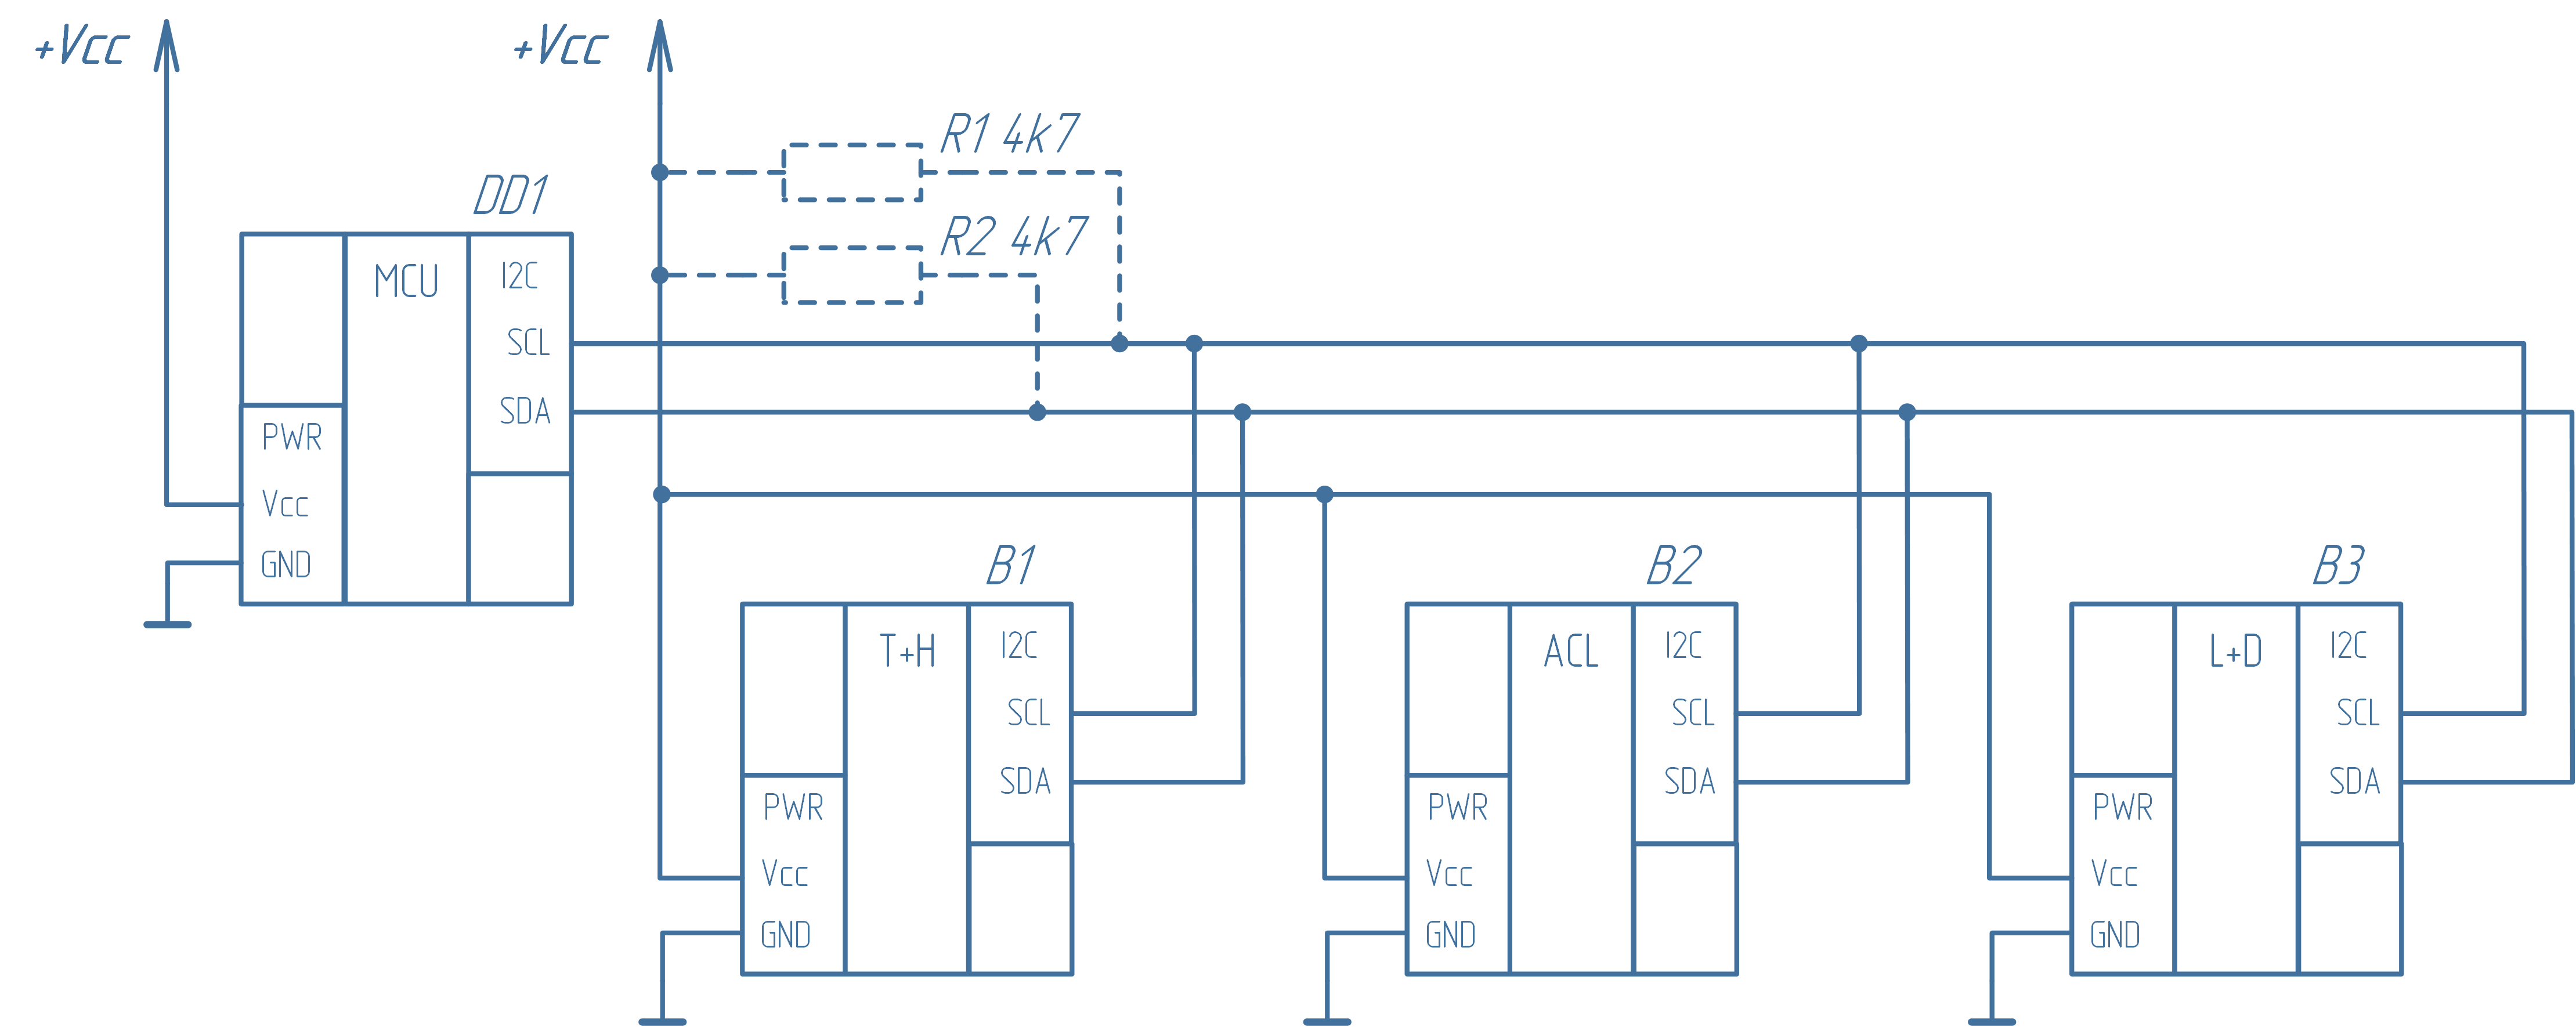 +Vcc
+Vcc
R1 4k7
R2 4k7
DD1
MCU
I2C
SCL
SDA
PWR
Vcc
GND
B1
T+H
I2C
SCL
SDA
PWR
Vcc
GND
B2
ACL
I2C
SCL
SDA
PWR
Vcc
GND
B3
L+D
I2C
SCL
SDA
PWR
Vcc
GND